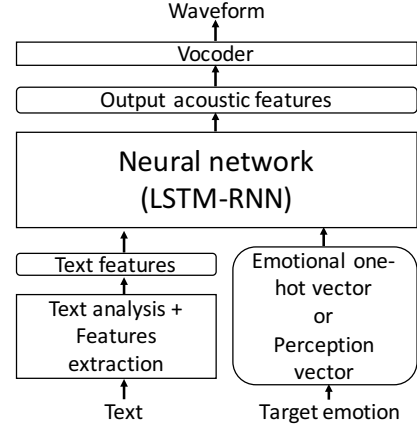 Waveform
Vocoder
Output acoustic features
Neural network
(LSTM-RNN)
Text features
Text analysis +
Features
extraction
Text
Emotional one-
hot vector
or
Perception
vector
Target emotion